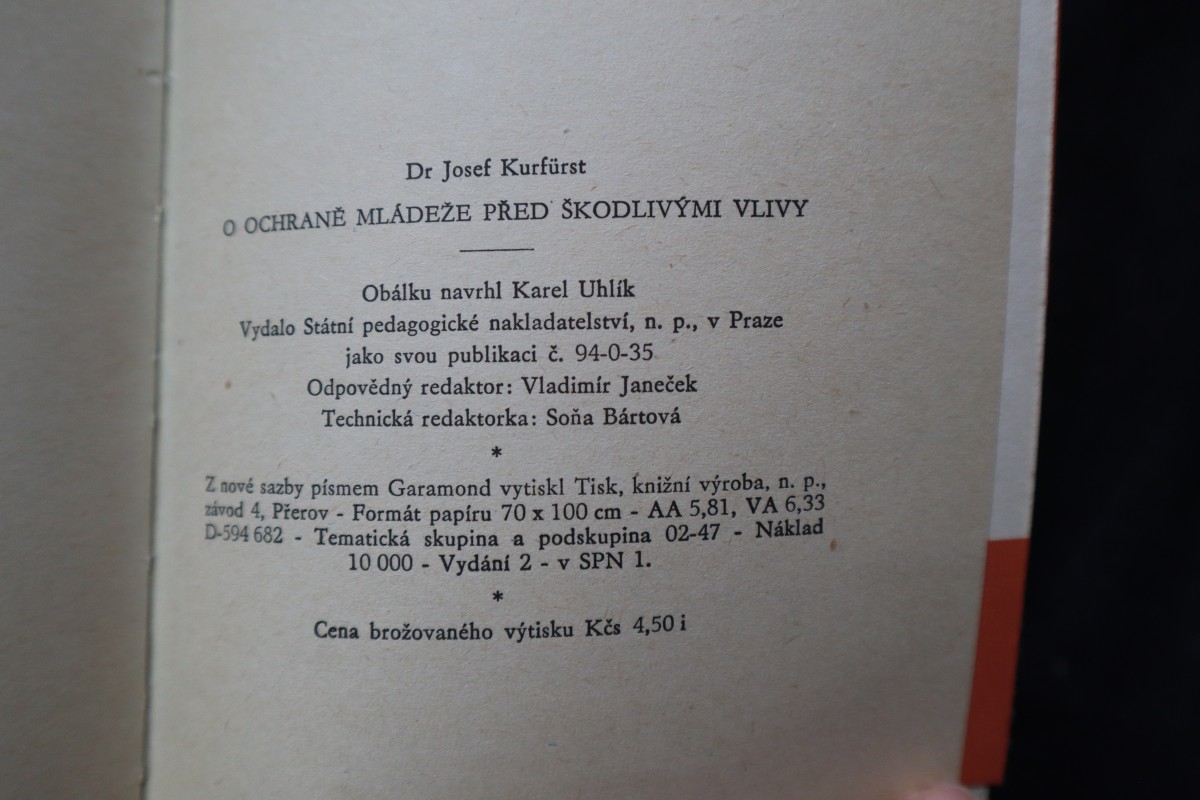 Dr Josef Kurfürst
O OCHRANĚ MLÁDEŽE PŘED ŠKODLIVÝMI VLIVY
Obálku navrhl Karel Uhlík
Vydalo Státní pedagogické nakladatelství, n. p., v Praze
jako svou publikaci č. 94-0-35
Odpovědný redaktor: Vladimír Janeček
Technická redaktorka: Soňa Bártová
*
Z nové sazby písmem Garamond vytiskl Tisk, knižní výroba, n. p.,
závod 4, Přerov - Formát papíru 70 x 100 cm - AA 5,81, VA 6,33
D-594 682 - Tematická skupina a podskupina 02-47 - Náklad
10 000 - Vydání 2 - v SPN 1.
*
Cena brožovaného výtisku Kčs 4,50 i